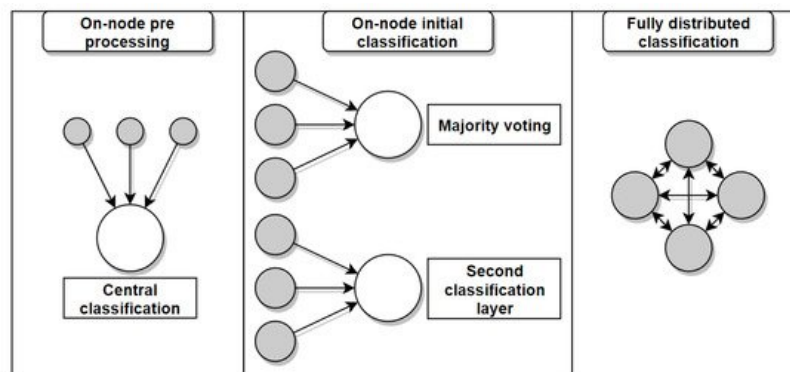 On-node pre
processing
On-node initial
classification
Fully distributed
classification
Majority voting
Central
classification
Second
classification
layer